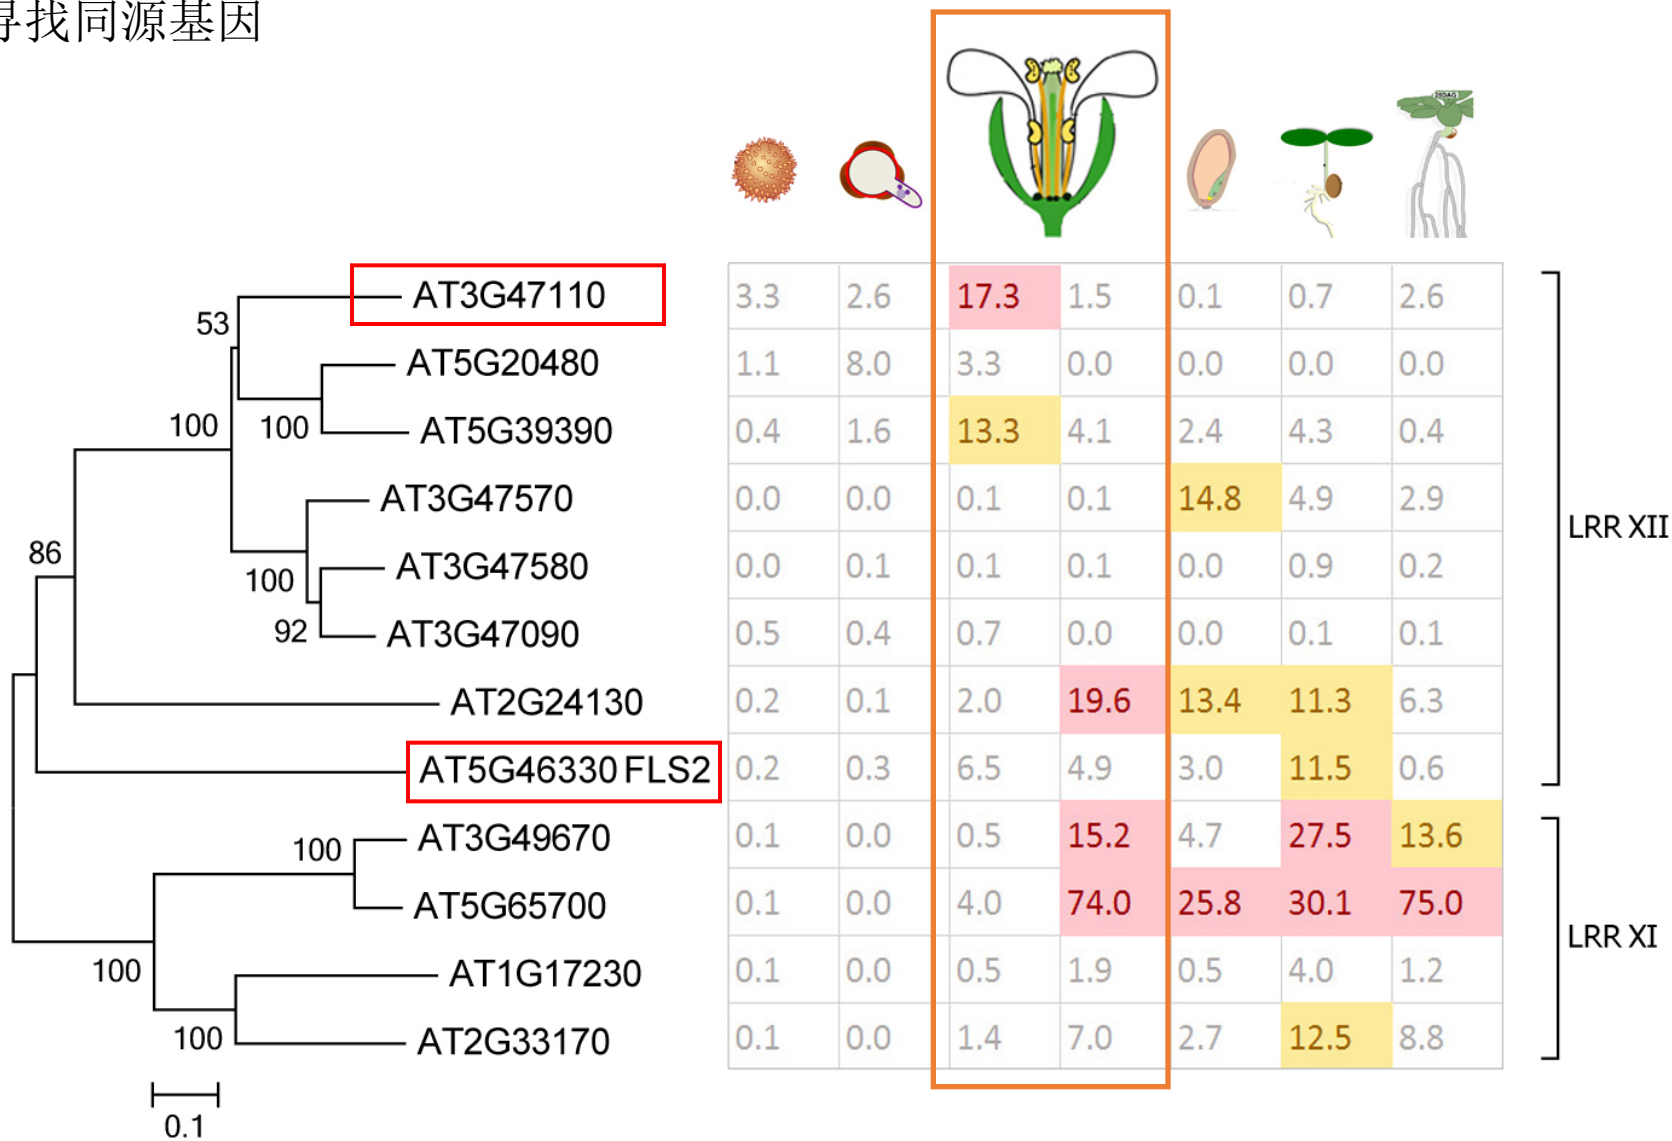 寻找同源基因
28DAG
AT3G47110 3.3 2.6 17.3 1.5 0.1 0.7 2.6
53
AT5G20480 1.1 8.0 3.3 0.0 0.0 0.0 0.0
100 100
AT5G39390 0.4 1.6 13.3 4.1 2.4 4.3 0.4
AT3G47570 0.0 0.0 0.1 0.1 14.8 4.9 2.9
LRR XII
86
AT3G47580 0.0 0.1 0.1 0.1 0.0 0.9 0.2
100
92 AT3G47090 0.5 0.4 0.7 0.0 0.0 0.1 0.1
AT2G24130 0.2 0.1 2.0 19.6 13.4 11.3 6.3
AT5G46330 FLS2 0.2 0.3 6.5 4.9 3.0 11.5 0.6
AT3G49670 0.1 0.0 0.5 15.2 4.7 27.5 13.6
100
AT5G65700 0.1 0.0 4.0 74.0 25.8 30.1 75.0
LRR XI
100 AT1G17230 0.1 0.0 0.5 1.9 0.5 4.0 1.2
100 AT2G33170 0.1 0.0 1.4 7.0 2.7 12.5 8.8
0.1